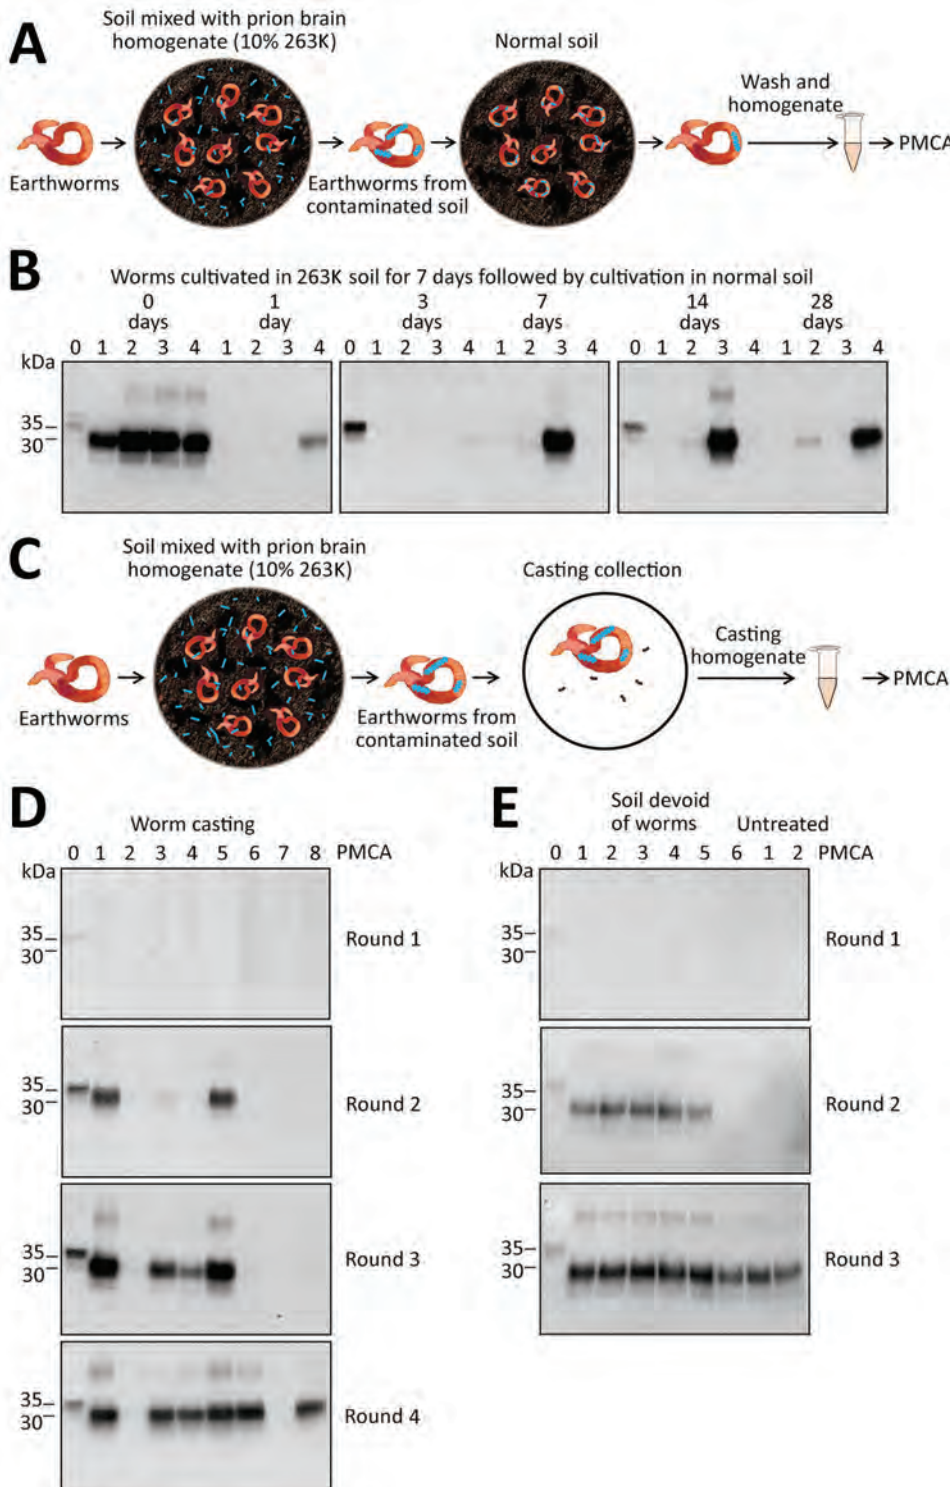 A
Soil mixed with prion brain
homogenate (10% 263K)
Normal soil
Wash and
homogenate
PMCA
Earthworms
Earthworms from
contaminated soil
B
Worms cultivated in 263K soil for 7 days followed by cultivation in normal soil
0 1 3 7 14 28
days day days days days days
kDa 0 1 2 3 4 1 2 3 4 0 1 2 3 4 1 2 3 4 0 1 2 3 4 1 2 3 4
35
30
C
Soil mixed with prion brain
homogenate (10% 263K)
Casting collection
Casting
homogenate
PMCA
Earthworms
Earthworms from
contaminated soil
D
Worm casting
0 1 2 3 4 5 6 7 8 PMCA
kDa
35
30
Round 1
35
30
Round 2
35
30
Round 3
35
30
Round 4
E
Soil devoid
of worms
Untreated
0 1 2 3 4 5 6 1 2 PMCA
kDa
35
30
Round 1
35
30
Round 2
35
30
Round 3